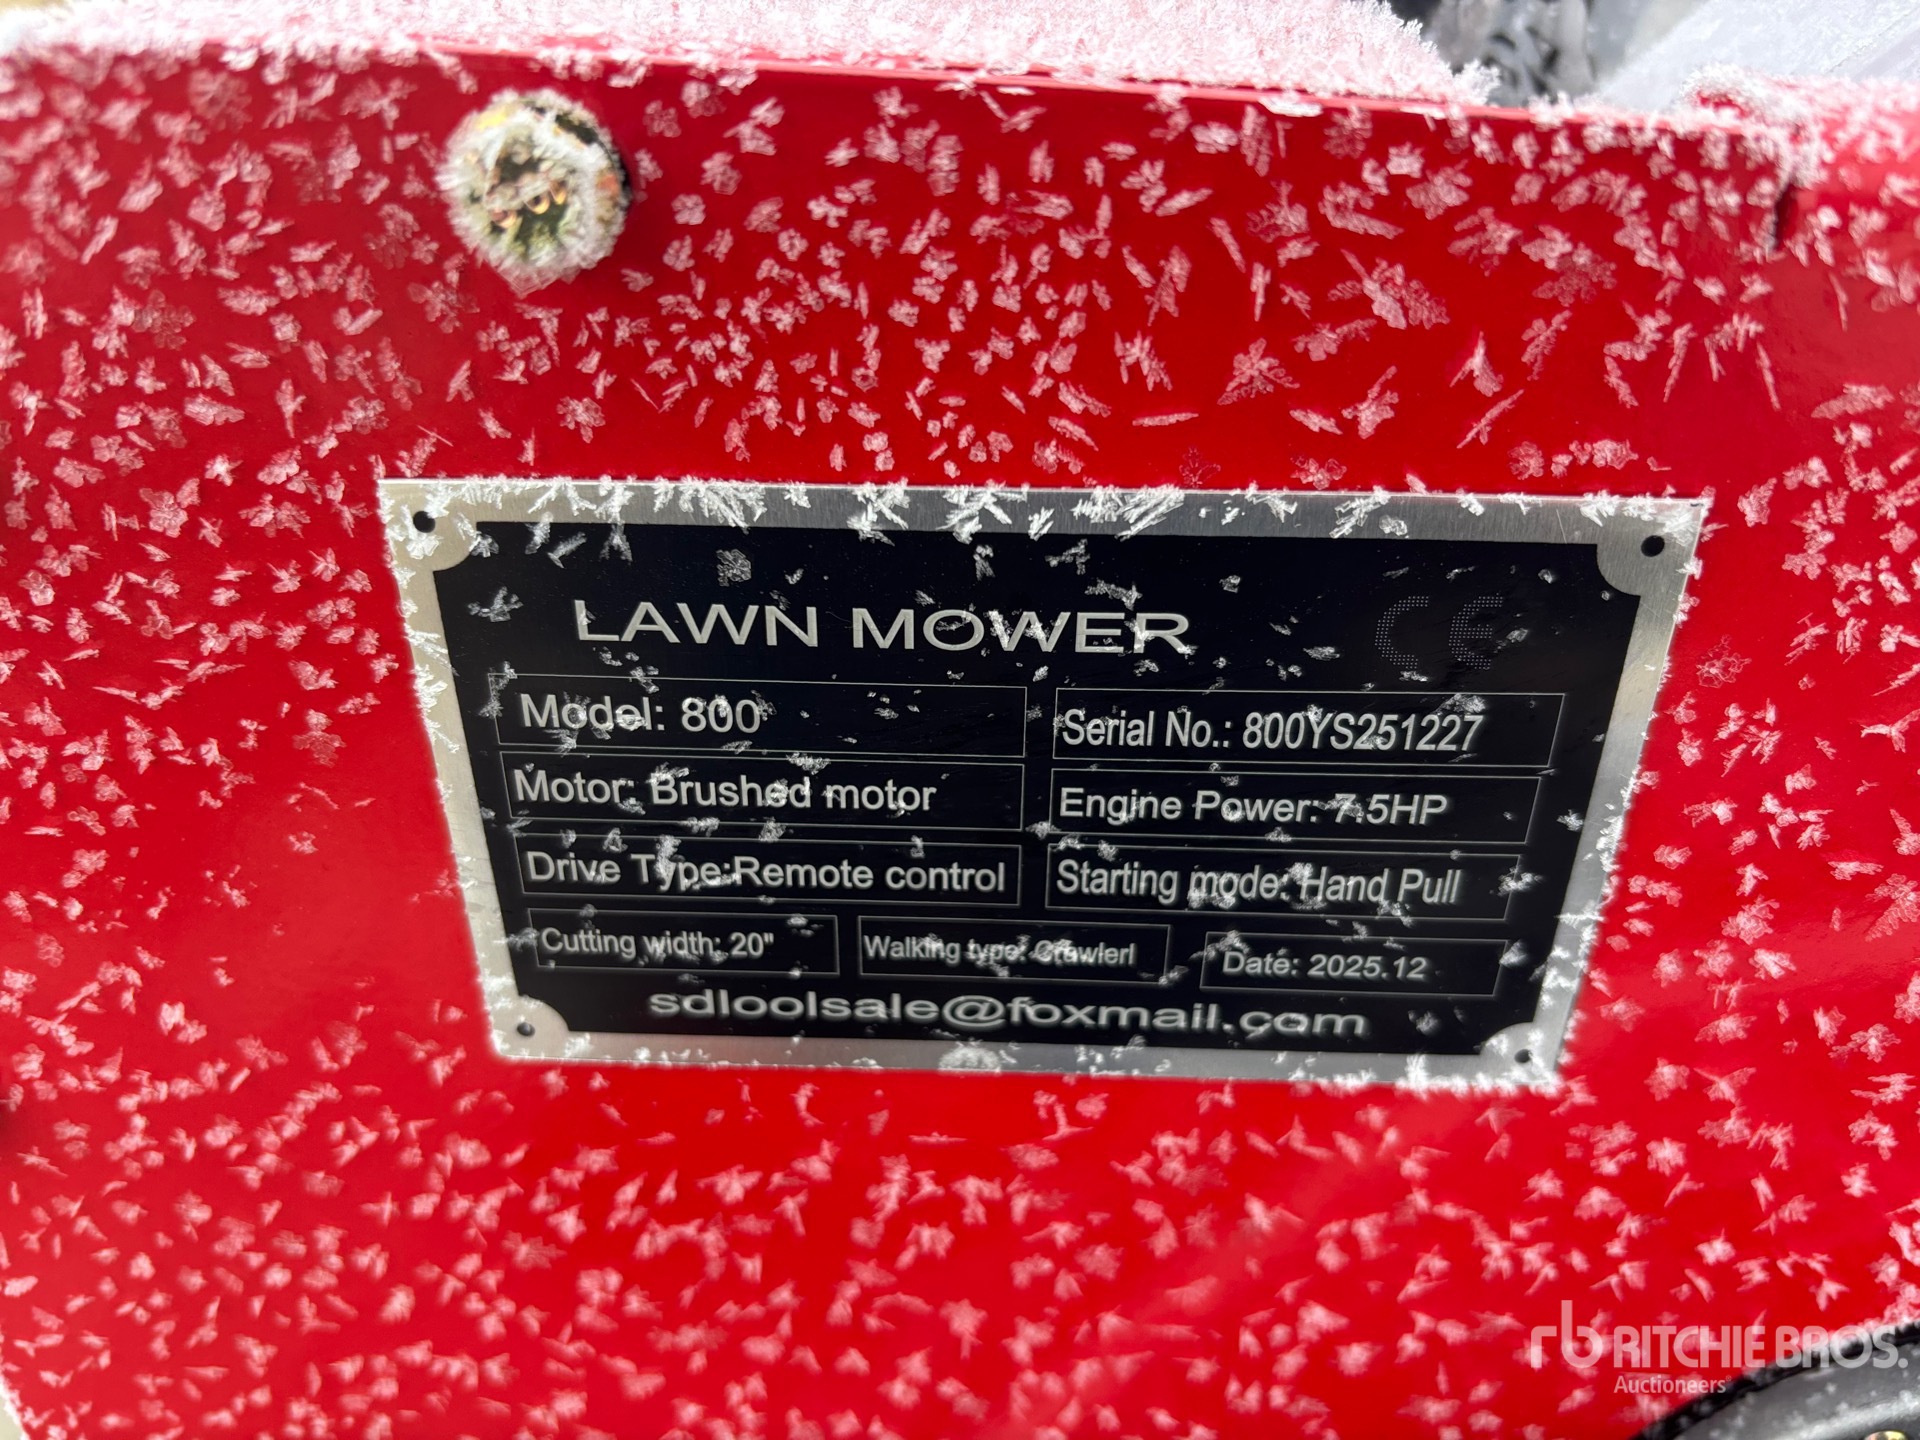 LAWN MOWER CE
Model: 800
Serial No.: 800YS251227
Motor: Brushed motor
Engine Power: 7.5HP
Drive Type:Remote control
Starting mode: Hand Pull
Cutting width: 20"
Walking type: Crawlerl
Date: 2025.12
sdloolsale@foxmail.com
rb RITCHIE BROS.
Auctioneers